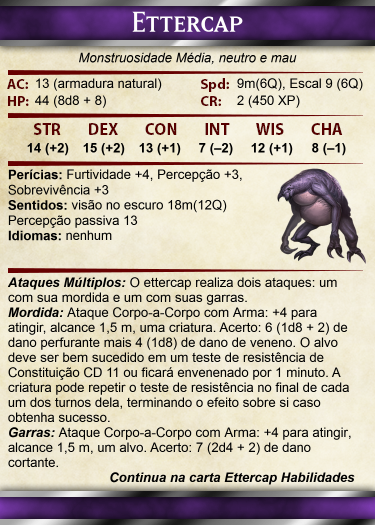 ETTERCAP
Monstruosidade Média, neutro e mau
AC: 13 (armadura natural) Spd: 9m(6Q), Escal 9 (6Q)
HP: 44 (8d8 + 8) CR: 2 (450 XP)
STR DEX CON INT WIS CHA
14 (+2) 15 (+2) 13 (+1) 7 (–2) 12 (+1) 8 (–1)
Perícias: Furtividade +4, Percepção +3,
Sobrevivência +3
Sentidos: visão no escuro 18m(12Q)
Percepção passiva 13
Idiomas: nenhum
Ataques Múltiplos: O ettercap realiza dois ataques: um
com sua mordida e um com suas garras.
Mordida: Ataque Corpo-a-Corpo com Arma: +4 para
atingir, alcance 1,5 m, uma criatura. Acerto: 6 (1d8 + 2) de
dano perfurante mais 4 (1d8) de dano de veneno. O alvo
deve ser bem sucedido em um teste de resistência de
Constituição CD 11 ou ficará envenenado por 1 minuto. A
criatura pode repetir o teste de resistência no final de cada
um dos turnos dela, terminando o efeito sobre si caso
obtenha sucesso.
Garras: Ataque Corpo-a-Corpo com Arma: +4 para atingir,
alcance 1,5 m, um alvo. Acerto: 7 (2d4 + 2) de dano
cortante.
Continua na carta Ettercap Habilidades